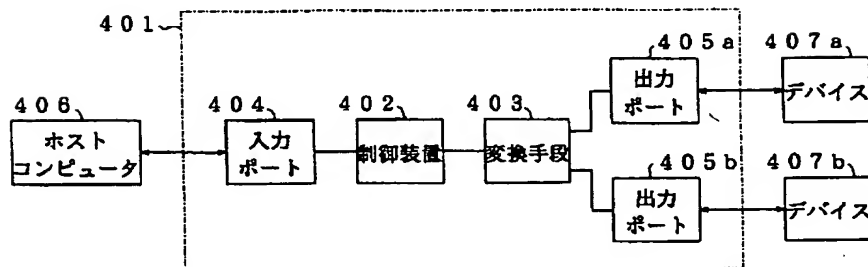 401
405a
407a
出力
ポート
デバイス
406
404
402
403
ホスト
コンピュータ
入力
ポート
制御装置
変換手段
405b
407b
出力
ポート
デバイス